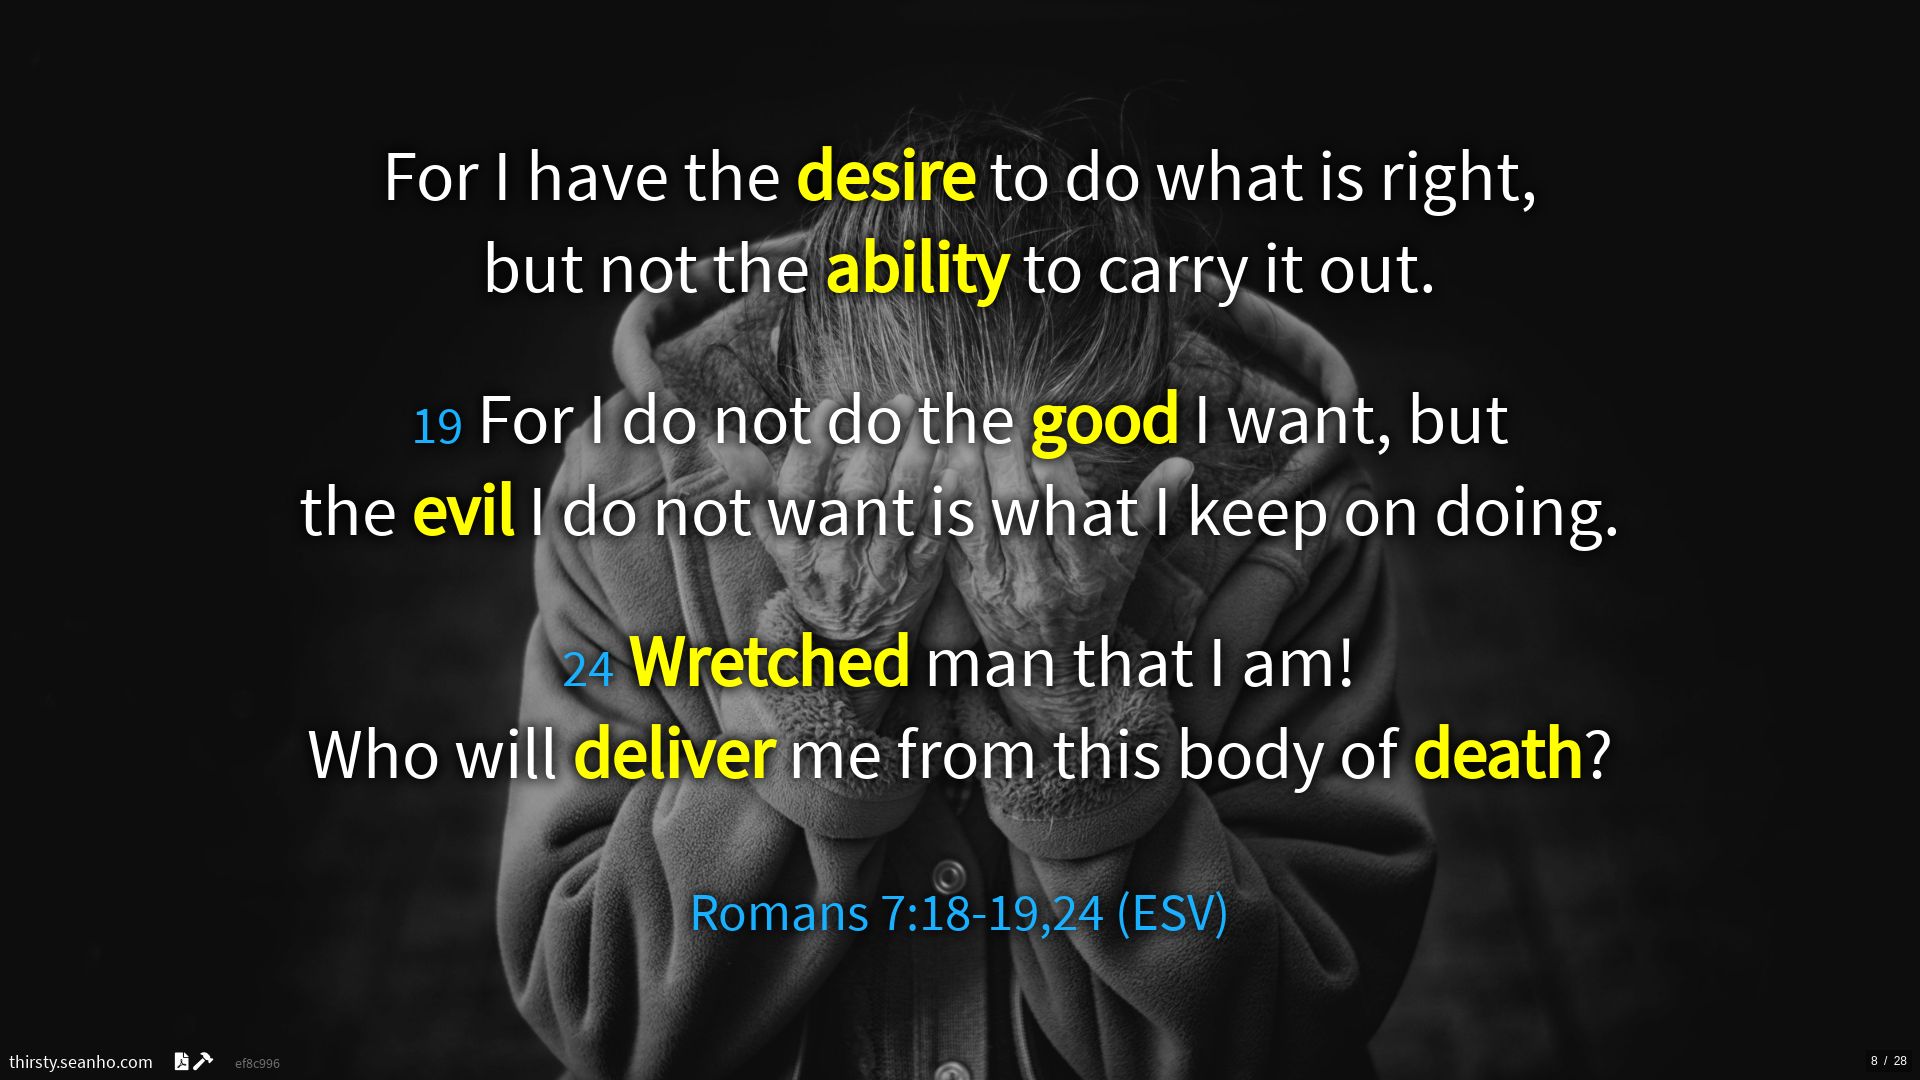 For I have the desire to do what is right,
but not the ability to carry it out.
19 For I do not do the good I want, but
the evil I do not want is what I keep on doing.
24 Wretched man that I am!
Who will deliver me from this body of death?
Romans 7:18-19,24 (ESV)
thirsty.seanho.com ef8c996 8 / 28